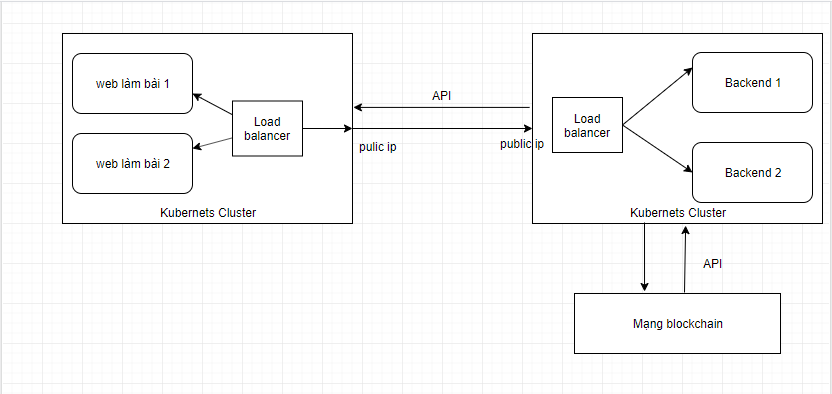 web làm bài 1
web làm bài 2
Load
balancer
Kubernets Cluster
API
pulic ip
public ip
Load
balancer
Backend 1
Backend 2
Kubernets Cluster
API
Mạng blockchain